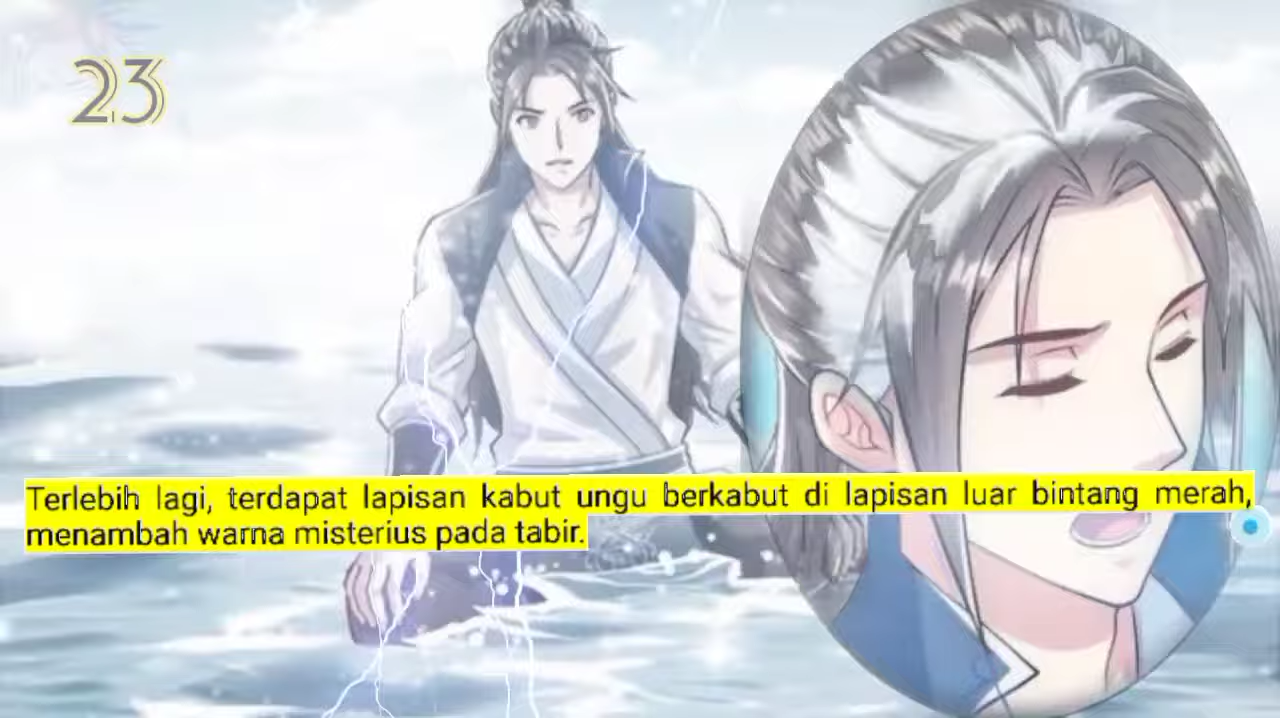 23
Terlebih lagi, terdapat lapisan kabut ungu berkabut di lapisan luar bintang merah,
menambah warna misterius pada tabir.